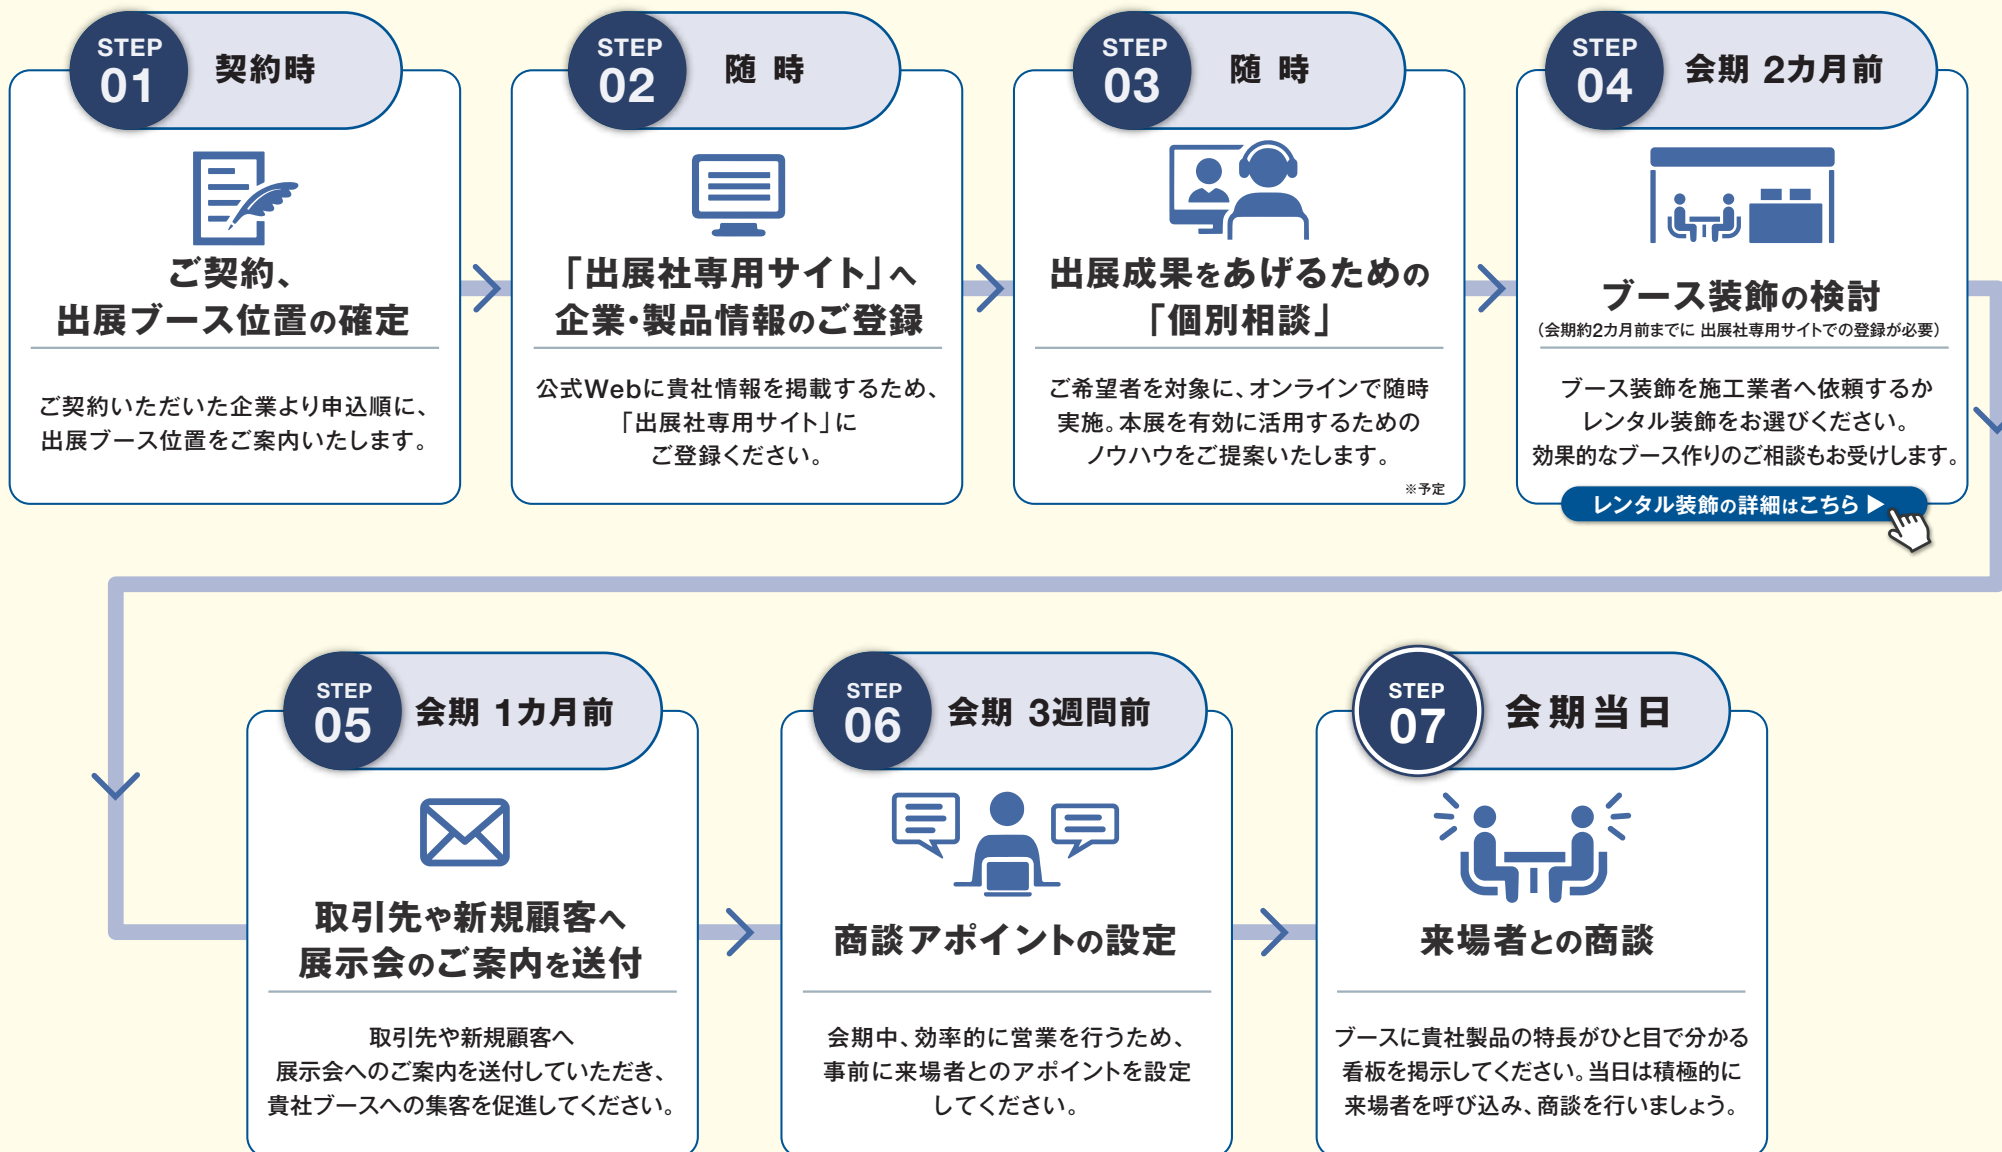 STEP
01
契約時
ご契約、
出展ブース位置の確定
ご契約いただいた企業より申込順に、
出展ブース位置をご案内いたします。
STEP
02
随 時
「出展社専用サイト」へ
企業・製品情報のご登録
公式Webに貴社情報を掲載するため、
「出展社専用サイト」に
ご登録ください。
STEP
03
随 時
出展成果をあげるための
「個別相談」
ご希望者を対象に、オンラインで随時
実施。本展を有効に活用するための
ノウハウをご提案いたします。
※予定
STEP
04
会期 2カ月前
ブース装飾の検討
(会期約2カ月前までに 出展社専用サイトでの登録が必要)
ブース装飾を施工業者へ依頼するか
レンタル装飾をお選びください。
効果的なブース作りのご相談もお受けします。
レンタル装飾の詳細はこちら ▶
STEP
05
会期 1カ月前
取引先や新規顧客へ
展示会のご案内を送付
取引先や新規顧客へ
展示会へのご案内を送付していただき、
貴社ブースへの集客を促進してください。
STEP
06
会期 3週間前
商談アポイントの設定
会期中、効率的に営業を行うため、
事前に来場者とのアポイントを設定
してください。
STEP
07
会期当日
来場者との商談
ブースに貴社製品の特長がひと目で分かる
看板を掲示してください。当日は積極的に
来場者を呼び込み、商談を行いましょう。